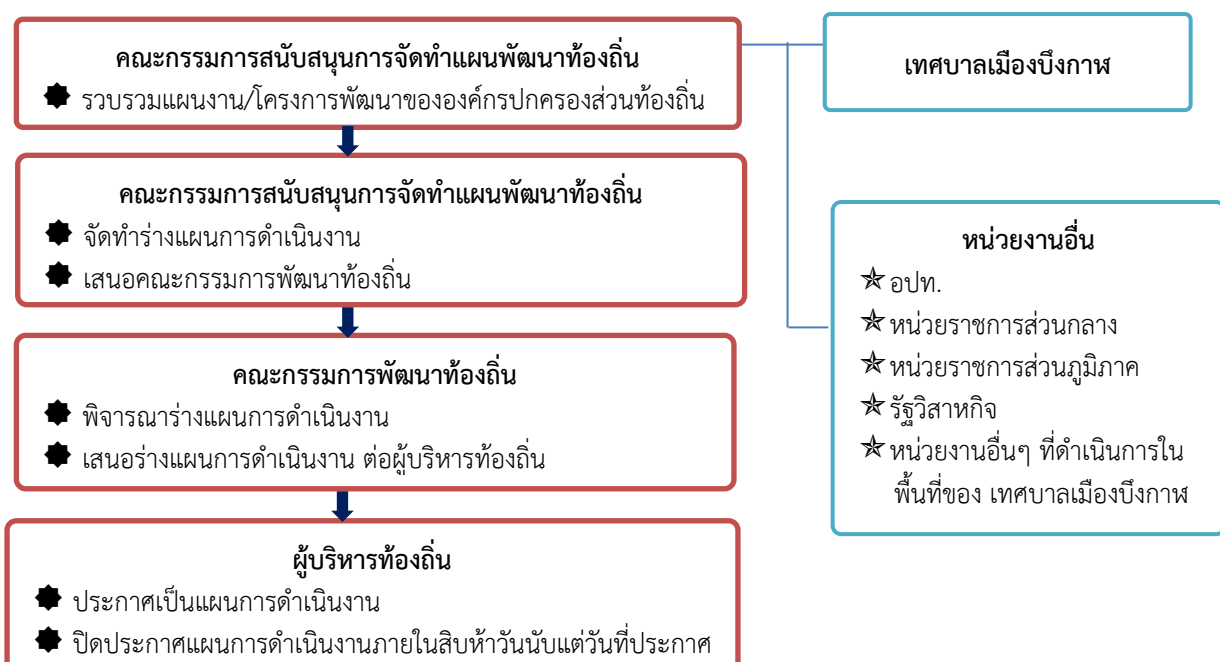 คณะกรรมการสนับสนุนการจัดทำแผนพัฒนาท้องถิ่น
รวบรวมแผนงาน/โครงการพัฒนาขององค์กรปกครองส่วนท้องถิ่น
เทศบาลเมืองบึงกาฬ
คณะกรรมการสนับสนุนการจัดทำแผนพัฒนาท้องถิ่น
จัดทำร่างแผนการดำเนินงาน
เสนอคณะกรรมการพัฒนาท้องถิ่น
หน่วยงานอื่น
อปท.
หน่วยราชการส่วนกลาง
หน่วยราชการส่วนภูมิภาค
รัฐวิสาหกิจ
หน่วยงานอื่นๆ ที่ดำเนินการใน
พื้นที่ของ เทศบาลเมืองบึงกาฬ
คณะกรรมการพัฒนาท้องถิ่น
พิจารณาร่างแผนการดำเนินงาน
เสนอร่างแผนการดำเนินงาน ต่อผู้บริหารท้องถิ่น
ผู้บริหารท้องถิ่น
ประกาศเป็นแผนการดำเนินงาน
ปิดประกาศแผนการดำเนินงานภายในสิบห้าวันนับแต่วันที่ประกาศ